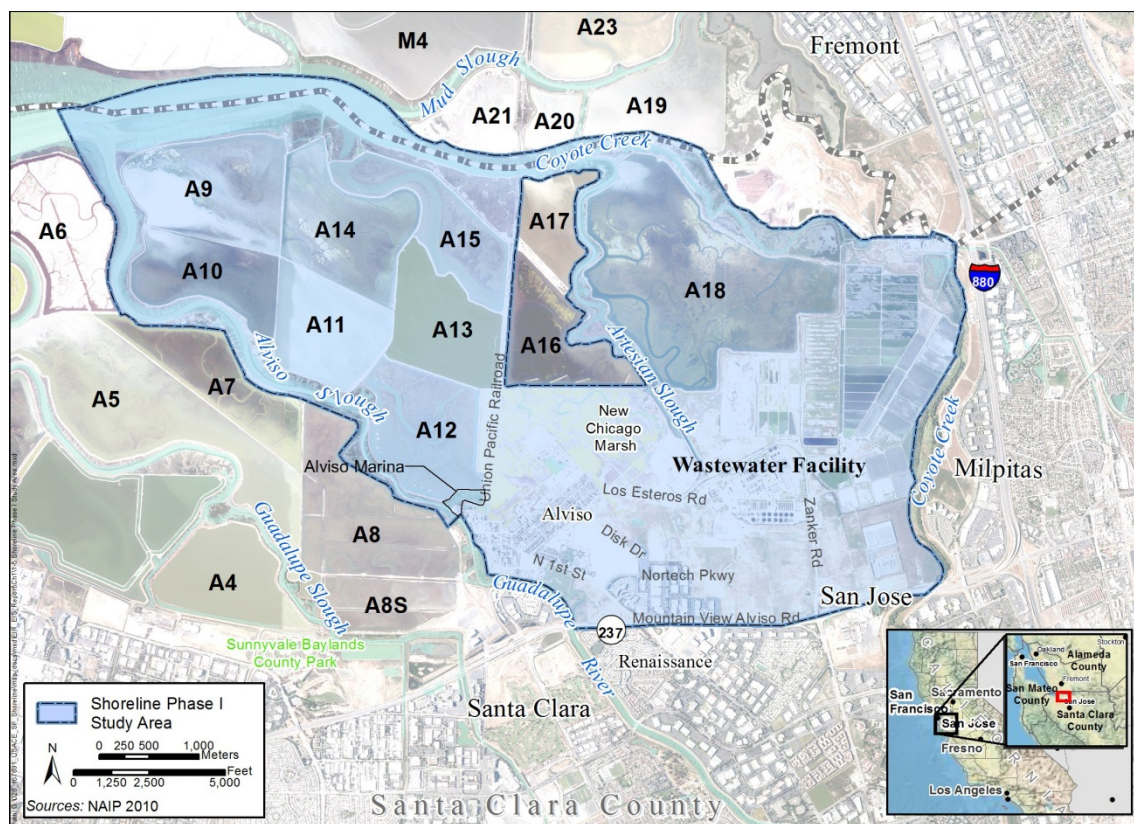 M4
A23
Fremont
Mud Slough
A21
A20
A19
Coyote Creek
A9
A14
A15
A17
A6
A10
A18
880
A11
A13
A16
Artesian Slough
Alviso Slough
A7
A5
A12
Union Pacific Railroad
New
Chicago
Marsh
Coyote Creek
Milpitas
Wastewater Facility
Alviso Marina
Los Esteros Rd
Zanker Rd
Alviso
Disk Dr
A8
N 1st St
Nortech Pkwy
Guadalupe Slough
A4
A8S
Guadalupe River
San Jose
Mountain View Alviso Rd
237
Sunnyvale Baylands
County Park
Renaissance
Santa Clara
Shoreline Phase I
Study Area
0 250 500 1,000
Meters
Feet
0 1,250 2,500 5,000
N
Sources: NAIP 2010
Santa Clara County
San
Francisco
Sacramento
San Jose
Fresno
Los Angeles
Stockton
Oakland
San Francisco
Alameda
County
Fremont
San Mateo
County
San Jose
Santa Clara
County